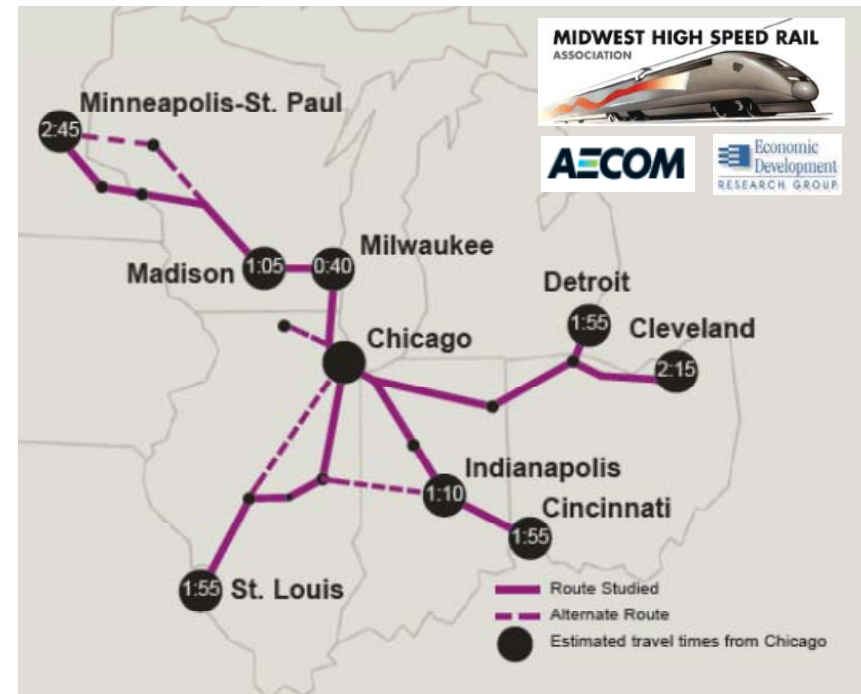 MIDWEST HIGH SPEED RAIL
ASSOCIATION
AECOM
Economic
Development
RESEARCH GROUP
Minneapolis-St. Paul
2:45
Madison
1:05
0:40
Milwaukee
Detroit
1:55
Cleveland
2:15
Chicago
Indianapolis
1:10
Cincinnati
1:55
1:55
St. Louis
Route Studied
Alternate Route
Estimated travel times from Chicago